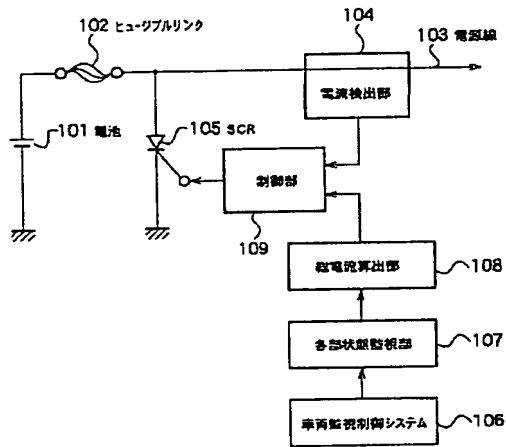 102 ヒュージブルリンク
104
103 電源線
電流検出部
101 電池
105 SCR
制御部
109
総電流算出部
108
各部状態監視部
107
車両監視制御システム
106